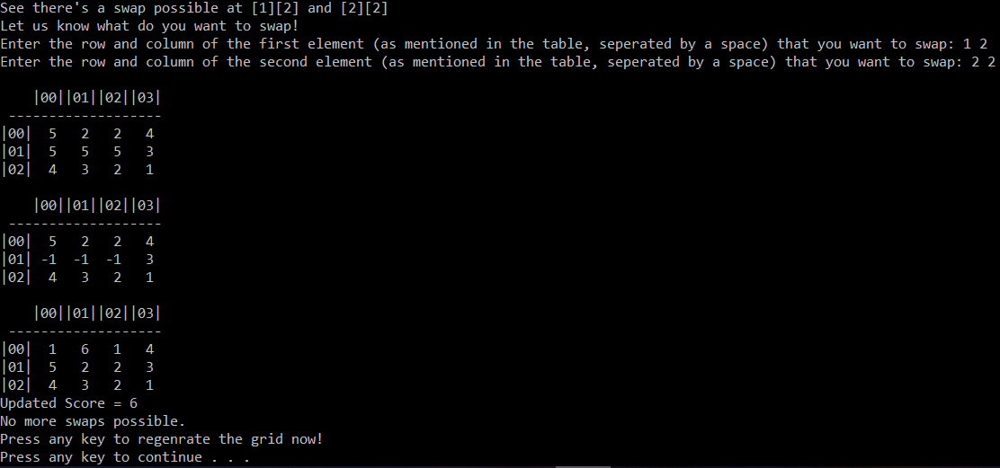 See there's a swap possible at [1][2] and [2][2]
Let us know what do you want to swap!
Enter the row and column of the first element (as mentioned in the table, seperated by a space) that you want to swap: 1 2
Enter the row and column of the second element (as mentioned in the table, seperated by a space) that you want to swap: 2 2
|00||01||02||03|
-------------------
|00| 5 2 2 4
|01| 5 5 5 3
|02| 4 3 2 1
|00||01||02||03|
-------------------
|00| 5 2 2 4
|01| -1 -1 -1 3
|02| 4 3 2 1
|00||01||02||03|
-------------------
|00| 1 6 1 4
|01| 5 2 2 3
|02| 4 3 2 1
Updated Score = 6
No more swaps possible.
Press any key to regenrate the grid now!
Press any key to continue . . .